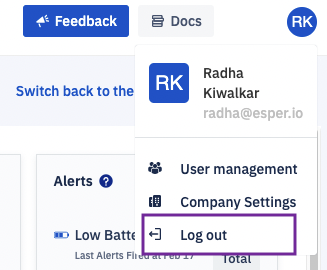 Feedback
Docs
RK
Switch back to the
RK
Radha
Kiwalkar
radha@esper.io
User management
Alerts
Company Settings
Low Batte
Log out
Last Alerts Fired at Feb 17
Total